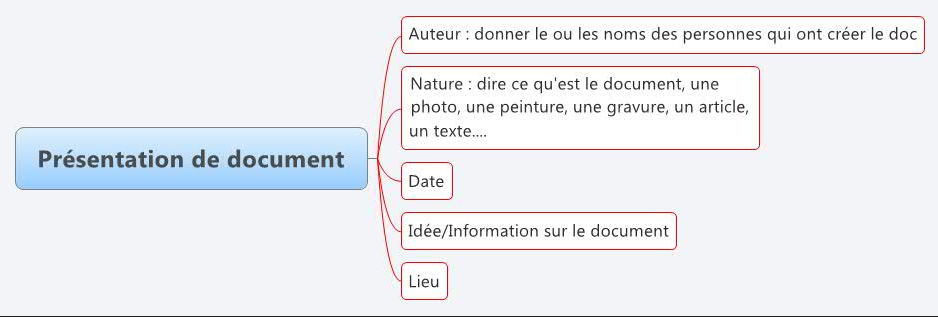 Présentation de document
Auteur : donner le ou les noms des personnes qui ont créer le doc
Nature : dire ce qu'est le document, une
photo, une peinture, une gravure, un article,
un texte....
Date
Idée/Information sur le document
Lieu